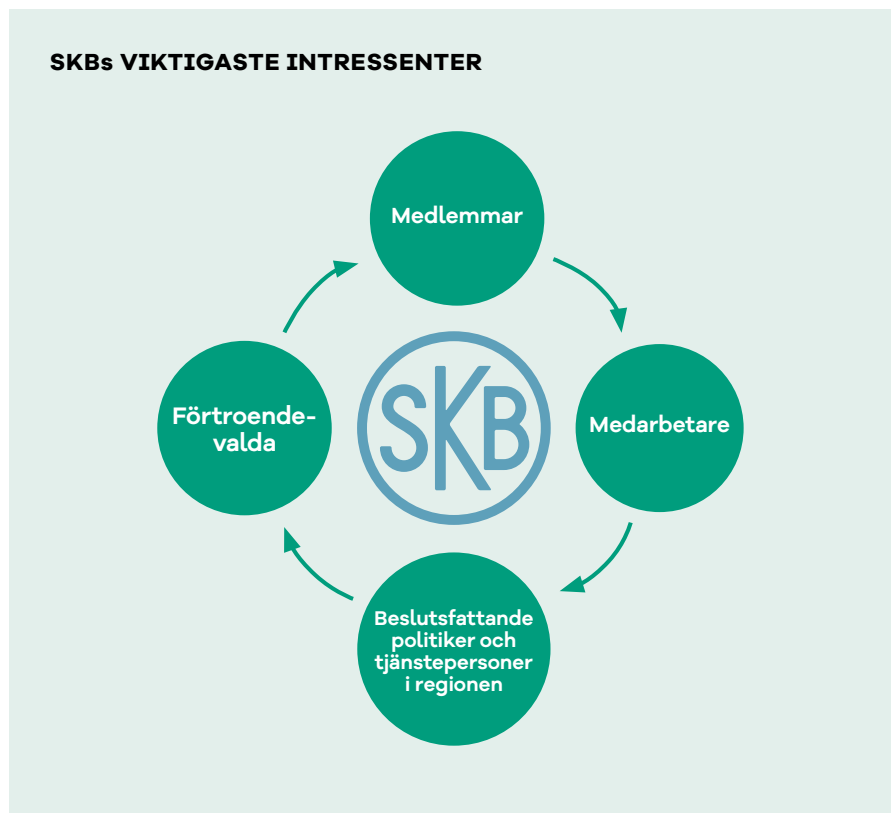 SKBs VIKTIGASTE INTRESSENTER
Medlemmar
Förtroende-
valda
SKB
Medarbetare
Beslutsfattande
politiker och
tjänstepersoner
i regionen